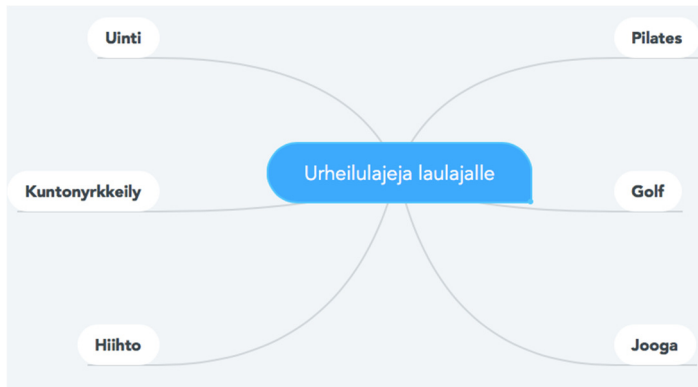 Uinti
Pilates
Urheilulajeja laulajalle
Kuntonyrkkeily
Golf
Hiihto
Jooga